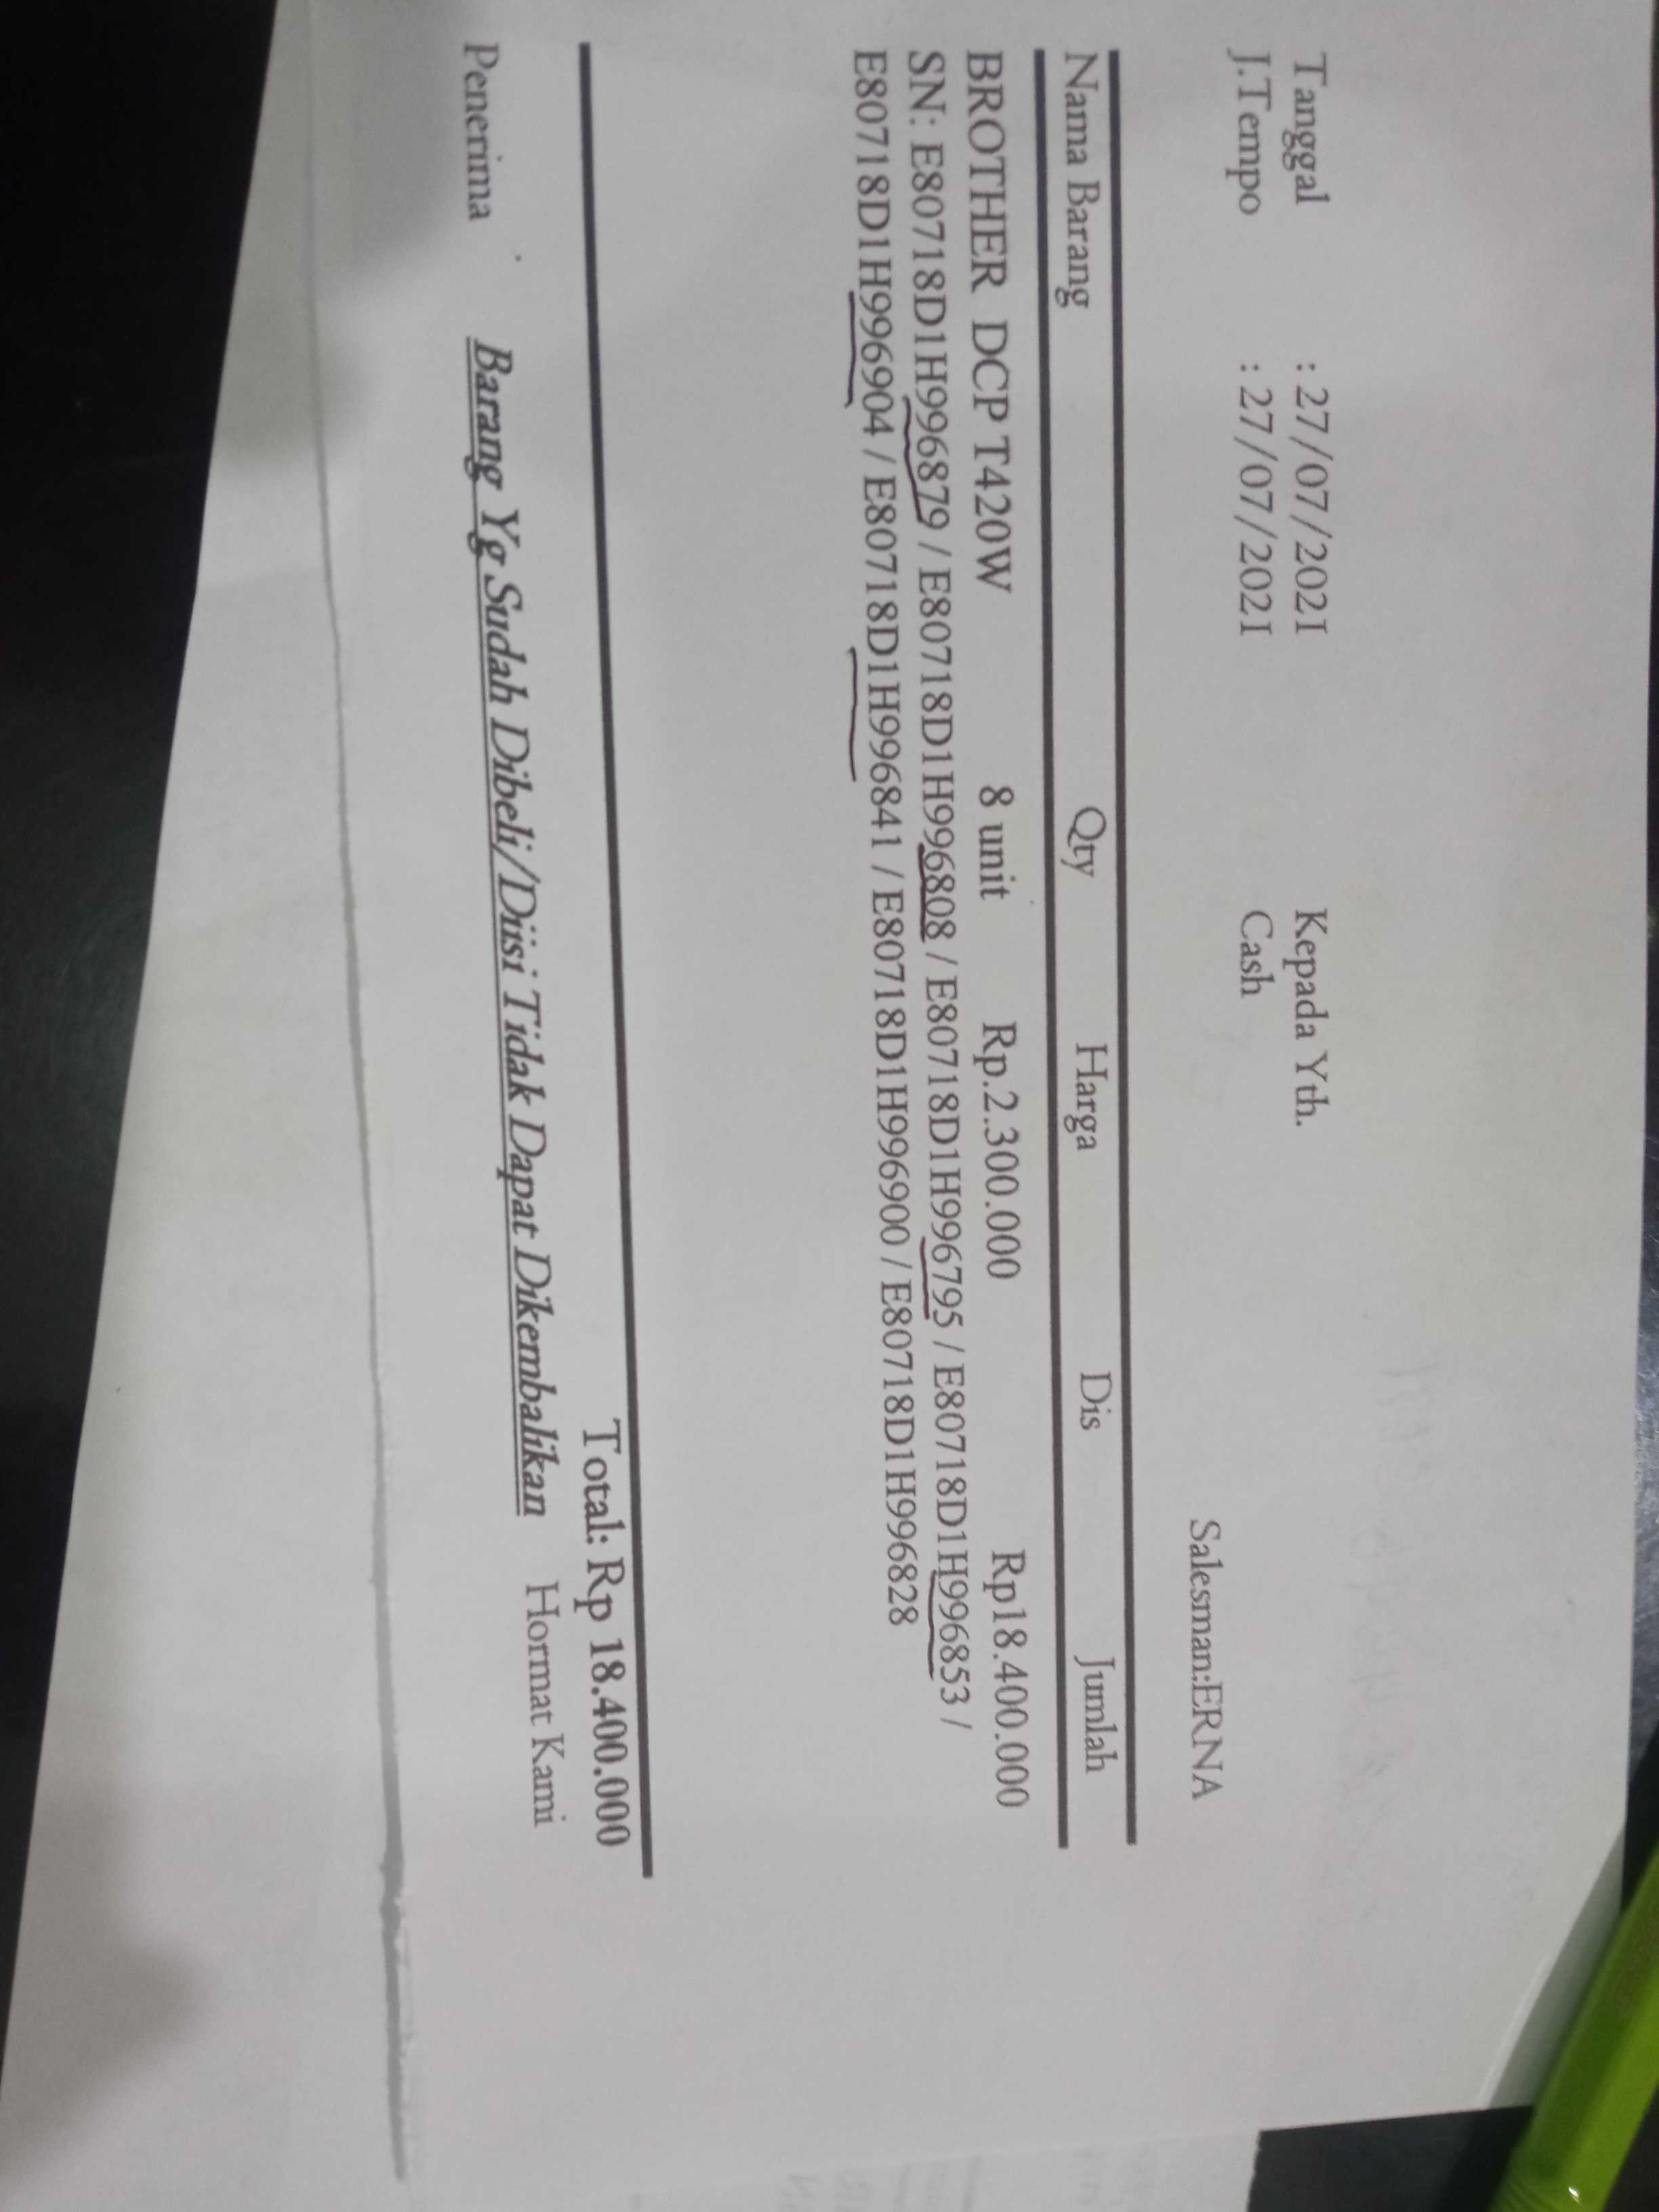 Tanggal : 27/07/2021 Kepada Yth.
J.Tempo : 27/07/2021 Cash
Salesman:ERNA
Nama Barang Qty Harga Dis Jumlah
BROTHER DCP T420W 8 unit Rp.2.300.000 Rp18.400.000
SN: E80718D1H996879 / E80718D1H996808 / E80718D1H996795 / E80718D1H996853 /
E80718D1H996904 / E80718D1H996841 / E80718D1H996900 / E80718D1H996828
Total: Rp 18.400.000
Penerima Barang Yg Sudah Dibeli/Diisi Tidak Dapat Dikembalikan Hormat Kami